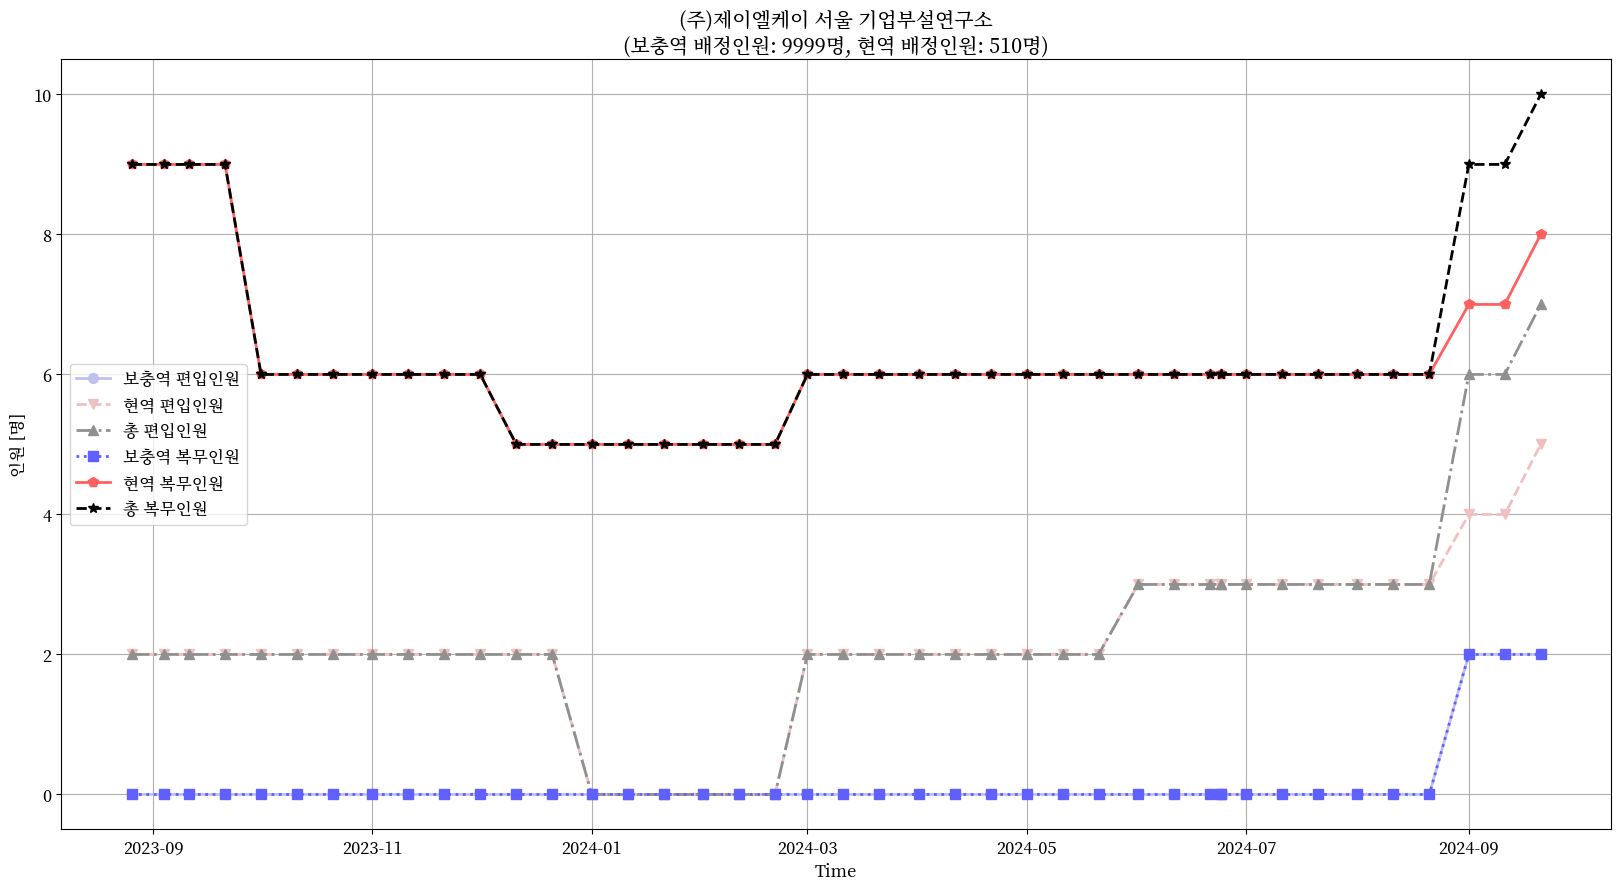 (주)제이엘케이 서울 기업부설연구소
(보충역 배정인원: 9999명, 현역 배정인원: 510명)
인원 [명]
10
8
6
4
2
0
보충역 편입인원
현역 편입인원
총 편입인원
보충역 복무인원
현역 복무인원
총 복무인원
2023-09
2023-11
2024-01
2024-03
2024-05
2024-07
2024-09
Time